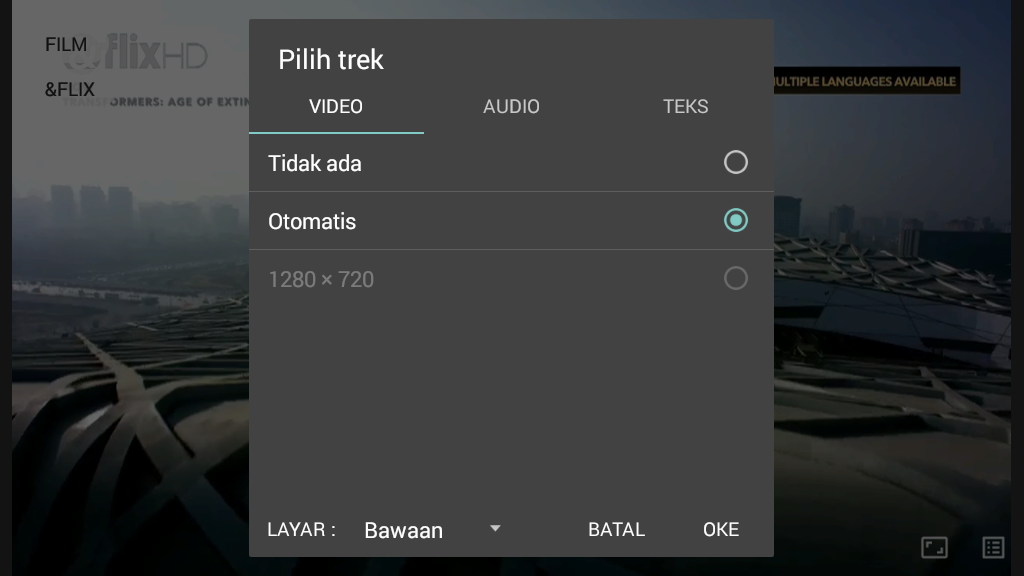 FILM
&flixHD
&FLIX
TRANSFORMERS: AGE OF EXTIN
Pilih trek
ULTIPLE LANGUAGES AVAILABLE
VIDEO
AUDIO
TEKS
Tidak ada
Otomatis
1280 × 720
LAYAR :
Bawaan
BATAL
OKE